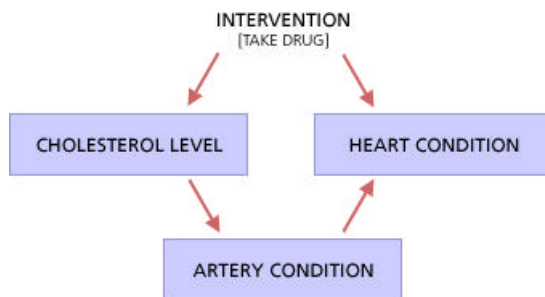 INTERVENTION
[TAKE DRUG]
CHOLESTEROL LEVEL
HEART CONDITION
ARTERY CONDITION